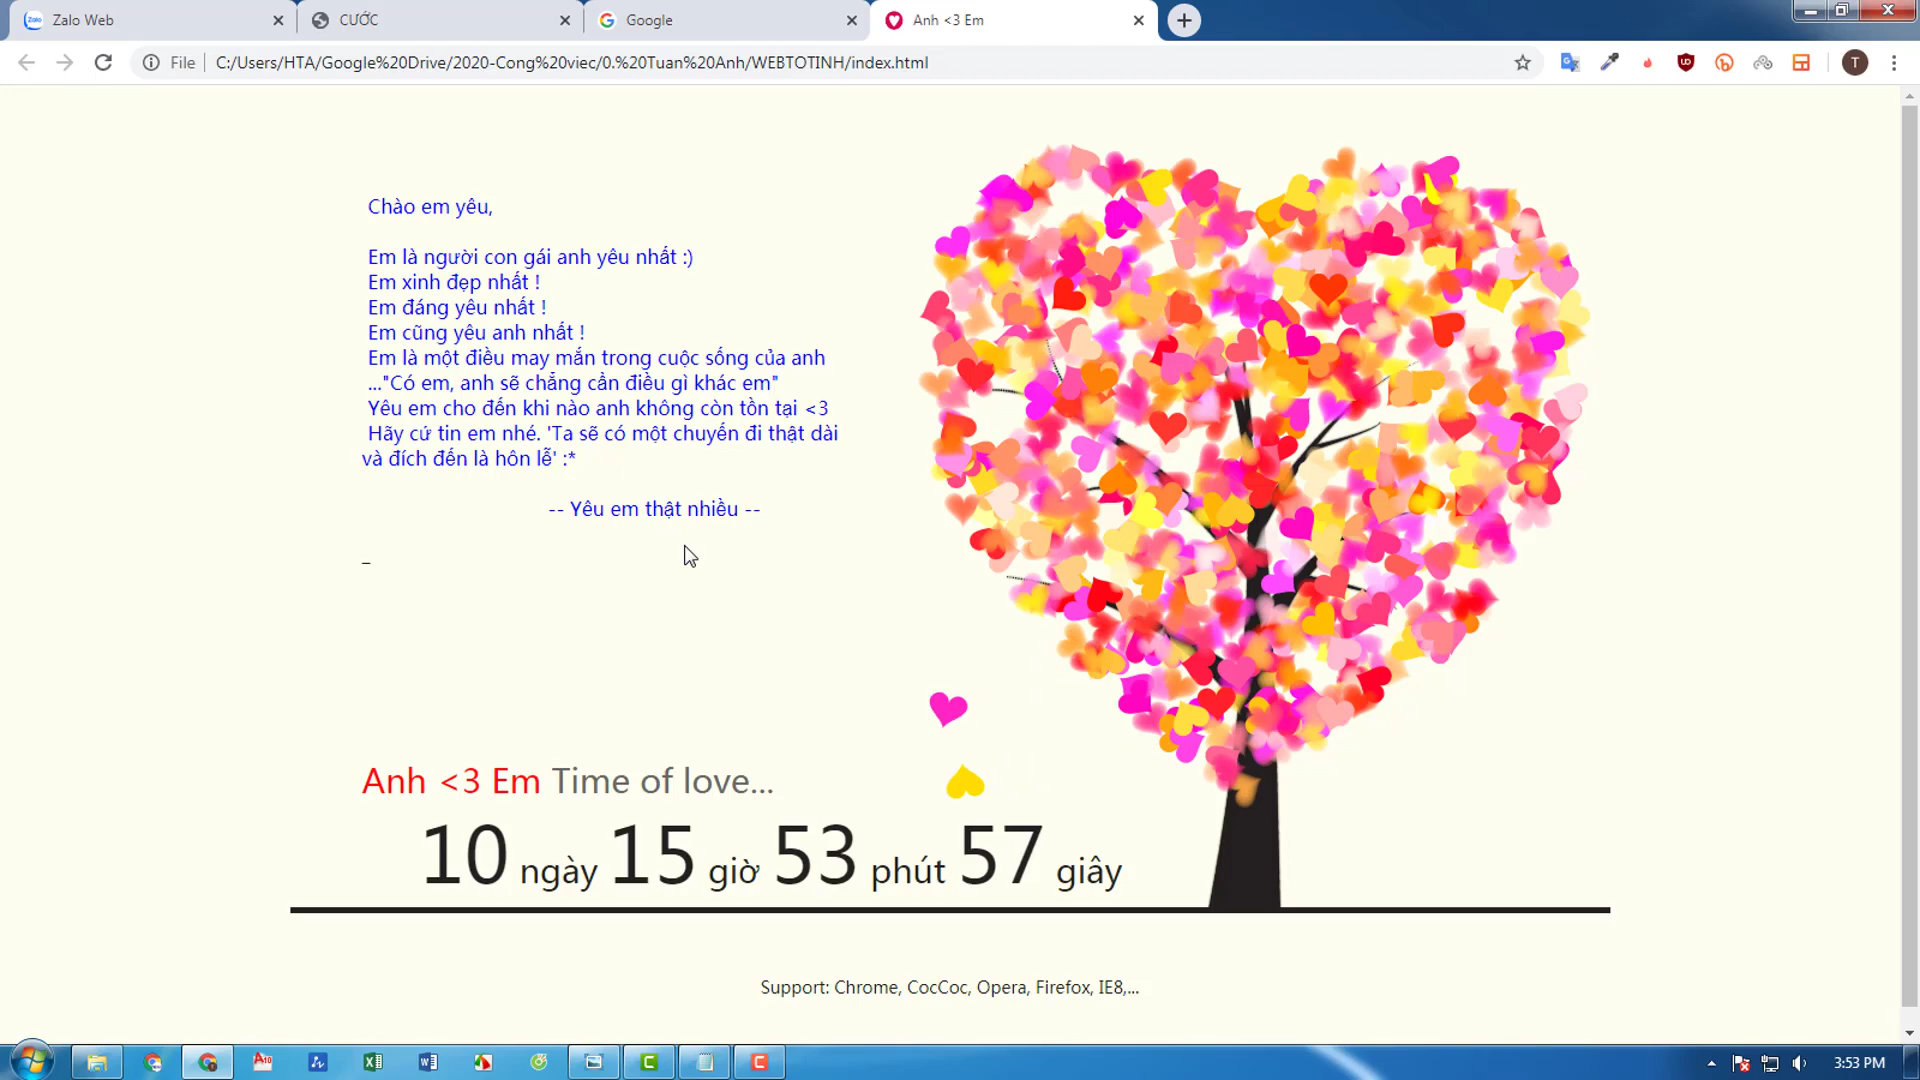 Zalo Web
CƯỚC
Google
Anh <3 Em
File
C:/Users/HTA/Google%20Drive/2020-Cong%20viec/0.%20Tuan%20Anh/WEBTOTINH/index.html
T
Chào em yêu,
Em là người con gái anh yêu nhất :)
Em xinh đẹp nhất !
Em đáng yêu nhất !
Em cũng yêu anh nhất !
Em là một điều may mắn trong cuộc sống của anh
..."Có em, anh sẽ chẳng cần điều gì khác em"
Yêu em cho đến khi nào anh không còn tồn tại <3
Hãy cứ tin em nhé. 'Ta sẽ có một chuyến đi thật dài
và đích đến là hôn lễ' :*
-- Yêu em thật nhiều --
_
Anh <3 Em Time of love...
10 ngày 15 giờ 53 phút 57 giây
Support: Chrome, CocCoc, Opera, Firefox, IE8,...
3:53 PM